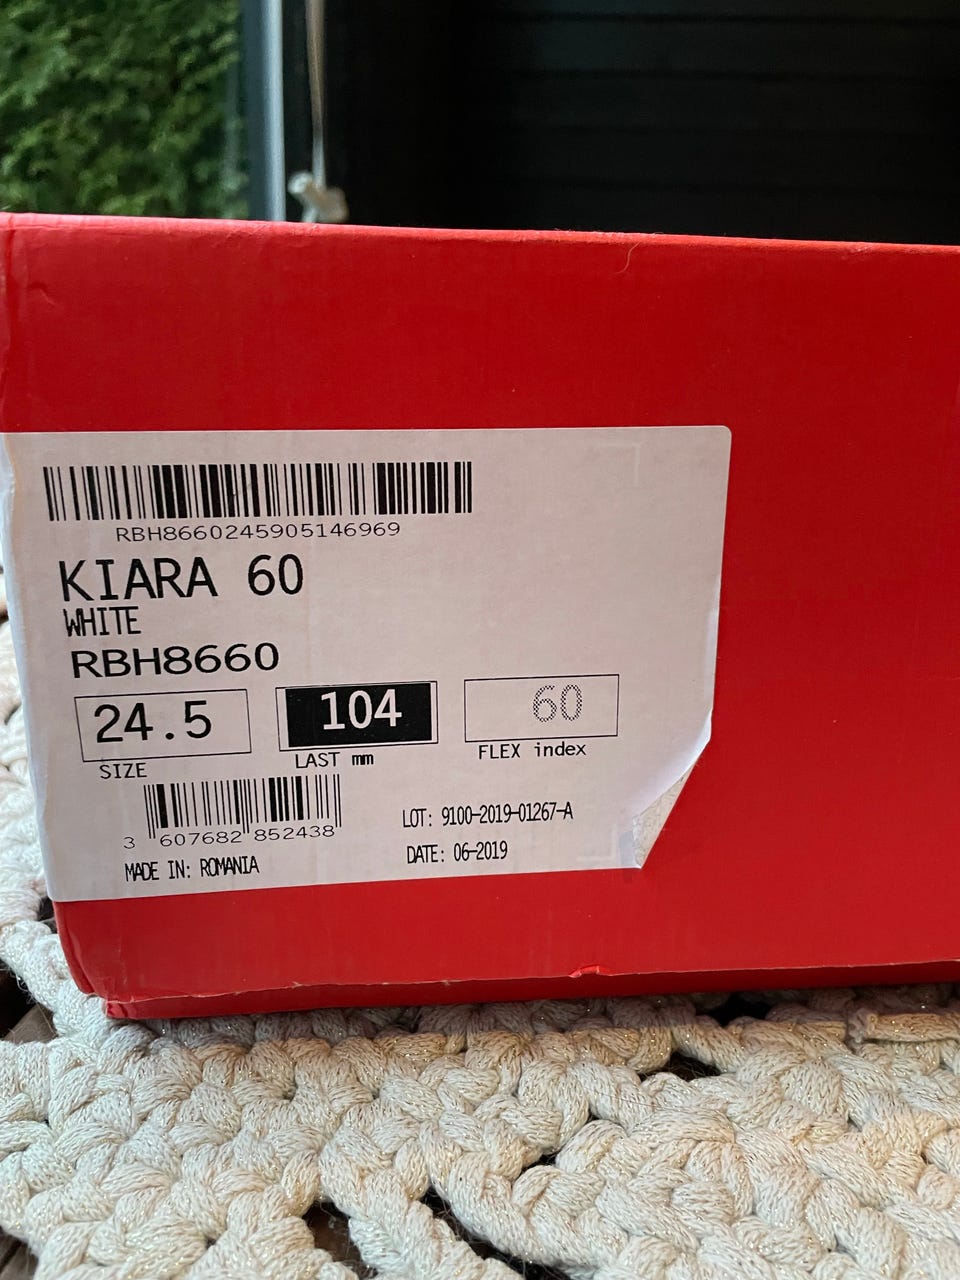 RBH8660245905146969
KIARA 60
WHITE
RBH8660
24.5 104 60
SIZE LAST mm FLEX index
3 607682 852438
LOT: 9100-2019-01267-A
MADE IN: ROMANIA
DATE: 06-2019